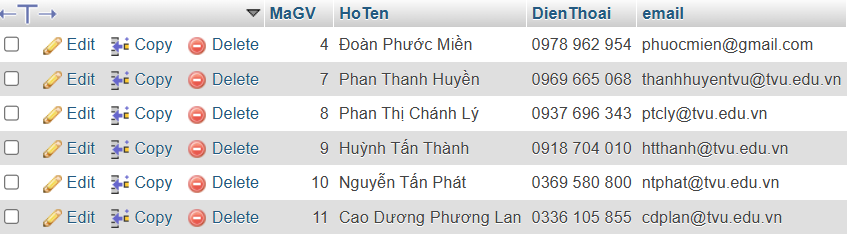 MaGV HoTen DienThoai email
Edit Copy Delete 4 Đoàn Phước Miền 0978 962 954 phuocmien@gmail.com
Edit Copy Delete 7 Phan Thanh Huyền 0969 665 068 thanhhuyentvu@tvu.edu.vn
Edit Copy Delete 8 Phan Thị Chánh Lý 0937 696 343 ptcly@tvu.edu.vn
Edit Copy Delete 9 Huỳnh Tấn Thành 0918 704 010 htthanh@tvu.edu.vn
Edit Copy Delete 10 Nguyễn Tấn Phát 0369 580 800 ntphat@tvu.edu.vn
Edit Copy Delete 11 Cao Dương Phương Lan 0336 105 855 cdplan@tvu.edu.vn